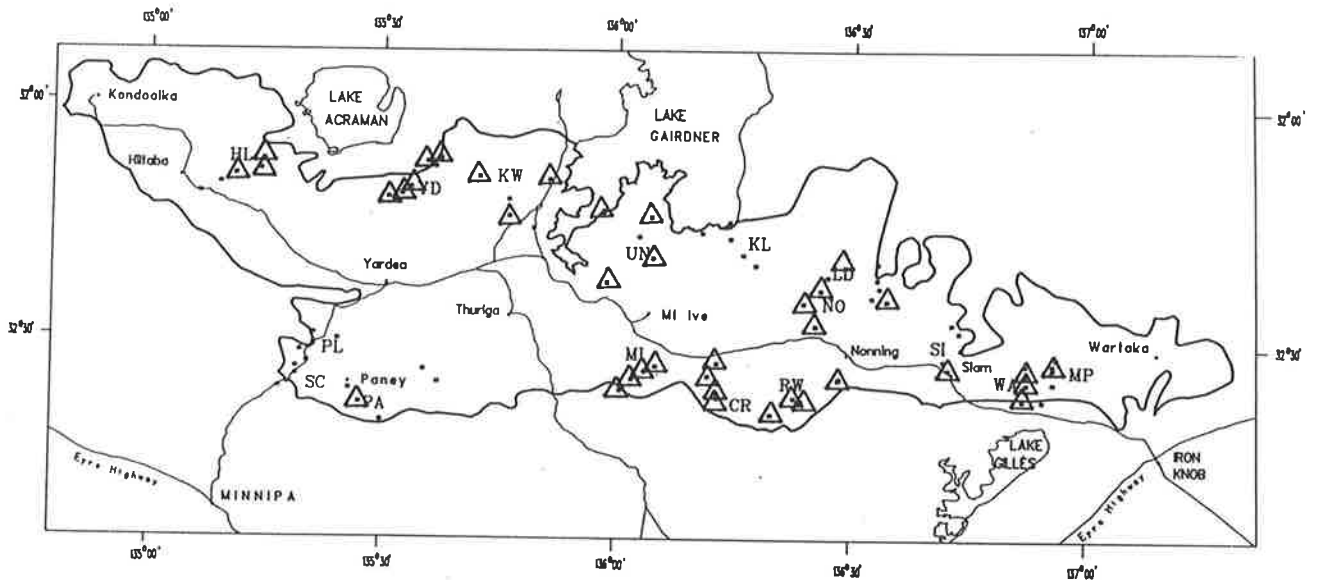 135°00'
135°30'
136°00'
136°30'
137°00'
32°00'
Kondoolka
LAKE
ACRAMAN
LAKE
GAIRDNER
32°00'
Hiltaba
HL
YD
KW
UN
KL
Yardea
LD
NO
Thuriga
Mt Ive
32°30'
PL
SC
Paney
PA
MI
CR
RW
Nonning
SI
Siam
WA
MP
Wartaka
32°30'
Eyre Highway
MINNIPA
LAKE
GILLES
IRON
KNOB
Eyre Highway
135°00'
135°30'
136°00'
136°30'
137°00'